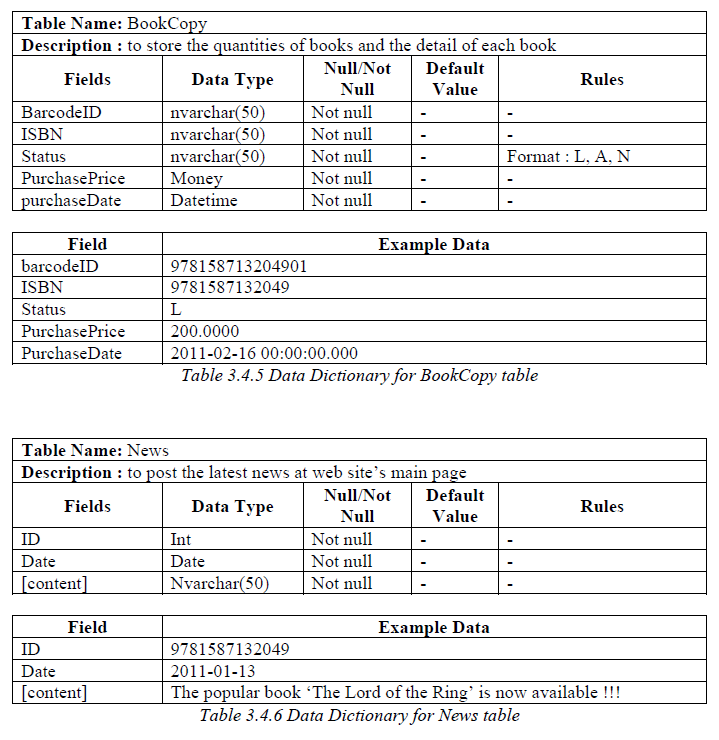 Table Name: BookCopy
Description : to store the quantities of books and the detail of each book
Fields Data Type Null/Not Null Default Value Rules
BarcodeID nvarchar(50) Not null - -
ISBN nvarchar(50) Not null - -
Status nvarchar(50) Not null - Format : L, A, N
PurchasePrice Money Not null - -
purchaseDate Datetime Not null - -
Field Example Data
barcodeID 978158713204901
ISBN 9781587132049
Status L
PurchasePrice 200.0000
PurchaseDate 2011-02-16 00:00:00.000
Table 3.4.5 Data Dictionary for BookCopy table
Table Name: News
Description : to post the latest news at web site’s main page
Fields Data Type Null/Not Null Default Value Rules
ID Int Not null - -
Date Date Not null - -
[content] Nvarchar(50) Not null - -
Field Example Data
ID 9781587132049
Date 2011-01-13
[content] The popular book ‘The Lord of the Ring’ is now available !!!
Table 3.4.6 Data Dictionary for News table